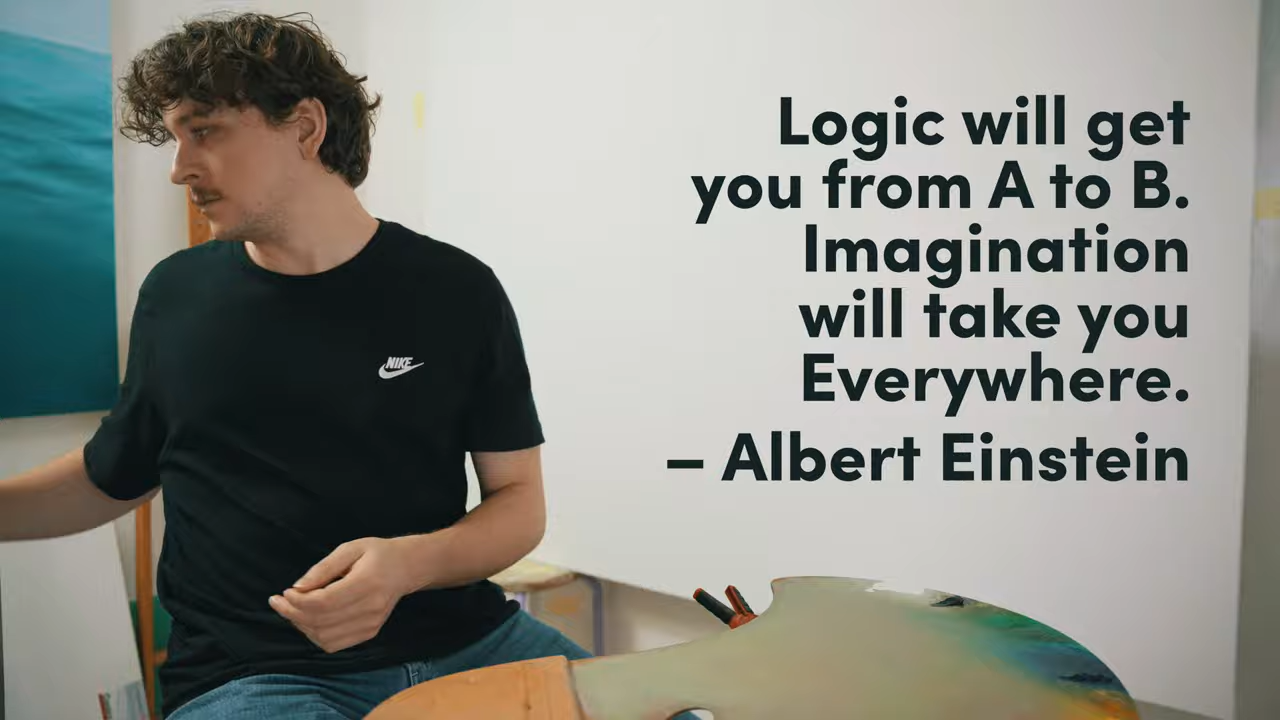 Logic will get
you from A to B.
Imagination
will take you
Everywhere.
– Albert Einstein
NIKE